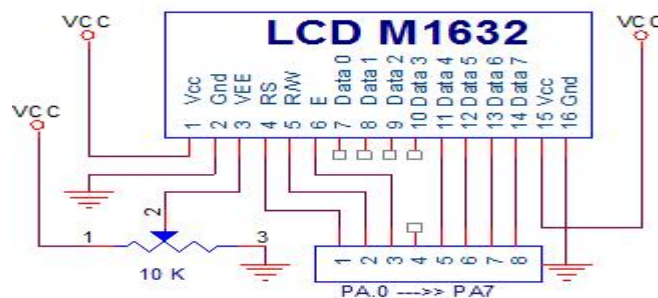 VCC
VCC
LCD M1632
VCC
1 Vcc
2 Gnd
3 VEE
4 RS
5 R/W
6 E
7 Data 0
8 Data 1
9 Data 2
10 Data 3
11 Data 4
12 Data 5
13 Data 6
14 Data 7
15 Vcc
16 Gnd
2
1
3
10 K
1 2 3 4 5 6 7 8
PA.0 --->> PA7